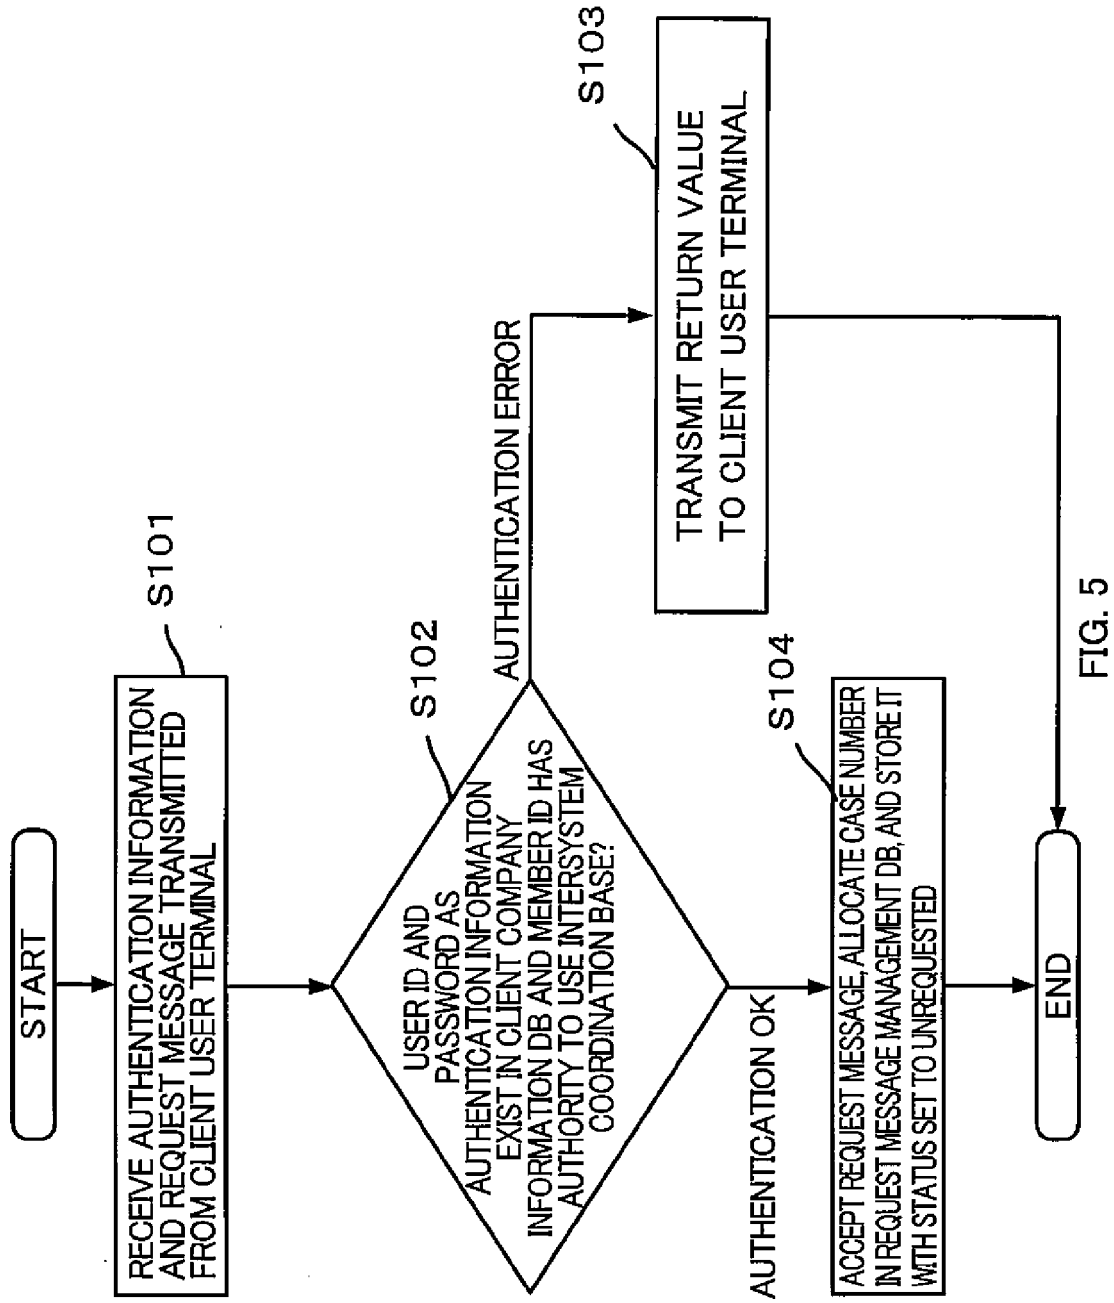 START
RECEIVE AUTHENTICATION INFORMATION
AND REQUEST MESSAGE TRANSMITTED
FROM CLIENT USER TERMINAL
S101
USER ID AND
PASSWORD AS
AUTHENTICATION INFORMATION
EXIST IN CLIENT COMPANY
INFORMATION DB AND MEMBER ID HAS
AUTHORITY TO USE INTERSYSTEM
COORDINATION BASE?
S102
AUTHENTICATION ERROR
TRANSMIT RETURN VALUE
TO CLIENT USER TERMINAL
S103
AUTHENTICATION OK
ACCEPT REQUEST MESSAGE, ALLOCATE CASE NUMBER
IN REQUEST MESSAGE MANAGEMENT DB, AND STORE IT
WITH STATUS SET TO UNREQUESTED
S104
END
FIG. 5